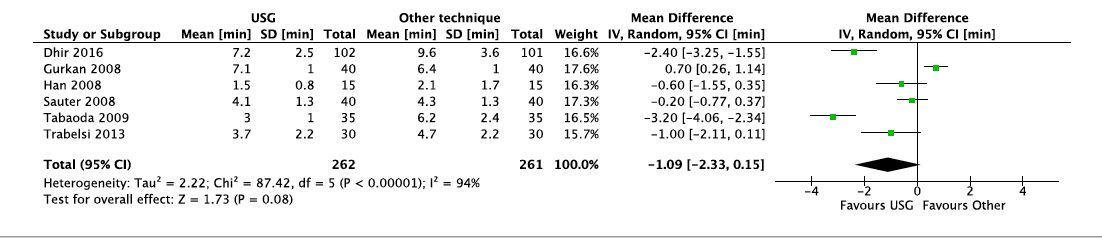 USG Other technique Mean Difference Mean Difference
Study or Subgroup Mean [min] SD [min] Total Mean [min] SD [min] Total Weight IV, Random, 95% CI [min] IV, Random, 95% CI [min]
Dhir 2016 7.2 2.5 102 9.6 3.6 101 16.6% −2.40 [−3.25, −1.55]
Gurkan 2008 7.1 1 40 6.4 1 40 17.6% 0.70 [0.26, 1.14]
Han 2008 1.5 0.8 15 2.1 1.7 15 16.3% −0.60 [−1.55, 0.35]
Sauter 2008 4.1 1.3 40 4.3 1.3 40 17.4% −0.20 [−0.77, 0.37]
Tabaoda 2009 3 1 35 6.2 2.4 35 16.5% −3.20 [−4.06, −2.34]
Trabelsi 2013 3.7 2.2 30 4.7 2.2 30 15.7% −1.00 [−2.11, 0.11]
Total (95% CI) 262 261 100.0% −1.09 [−2.33, 0.15]
Heterogeneity: Tau² = 2.22; Chi² = 87.42, df = 5 (P < 0.00001); I² = 94%
Test for overall effect: Z = 1.73 (P = 0.08)
−4 −2 0 2 4
Favours USG Favours Other